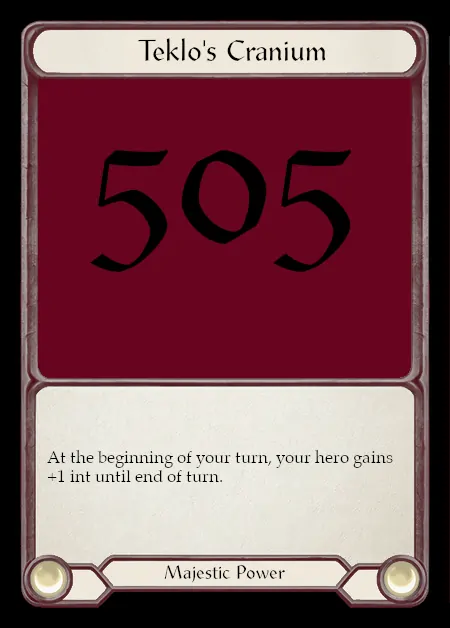 Teklo's Cranium
505
At the beginning of your turn, your hero gains
+1 int until end of turn.
Majestic Power